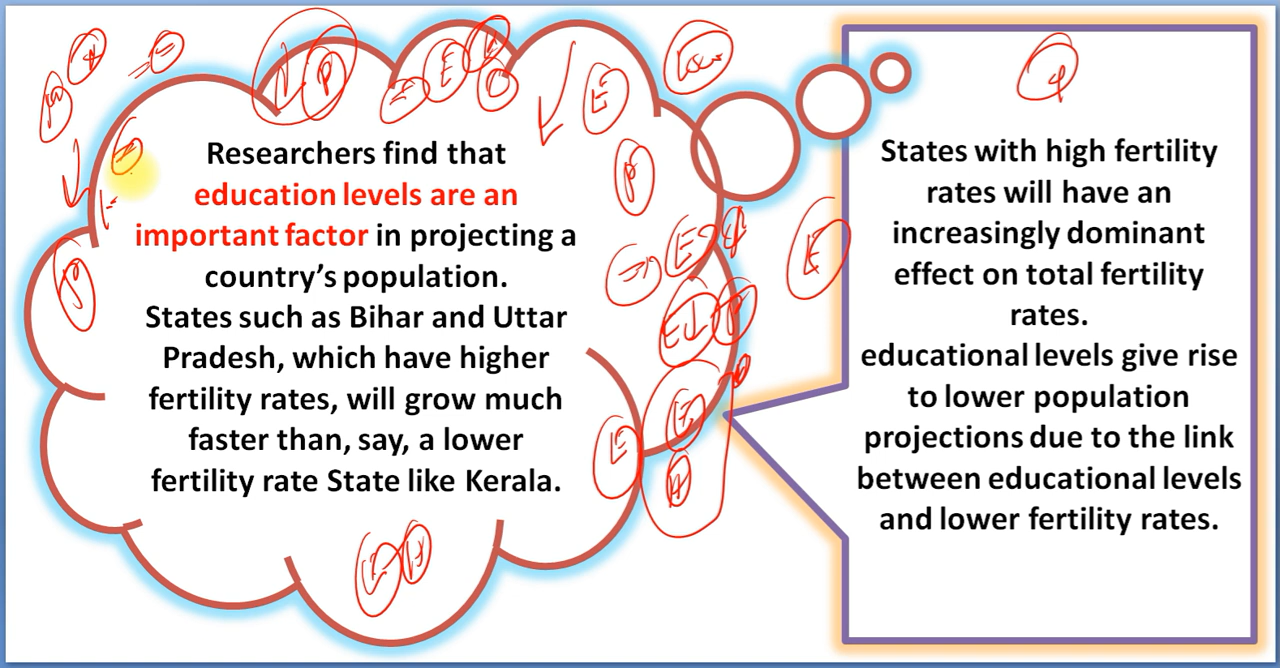 Researchers find that
education levels are an
important factor in projecting a
country's population.
States such as Bihar and Uttar
Pradesh, which have higher
fertility rates, will grow much
faster than, say, a lower
fertility rate State like Kerala.
States with high fertility
rates will have an
increasingly dominant
effect on total fertility
rates.
educational levels give rise
to lower population
projections due to the link
between educational levels
and lower fertility rates.